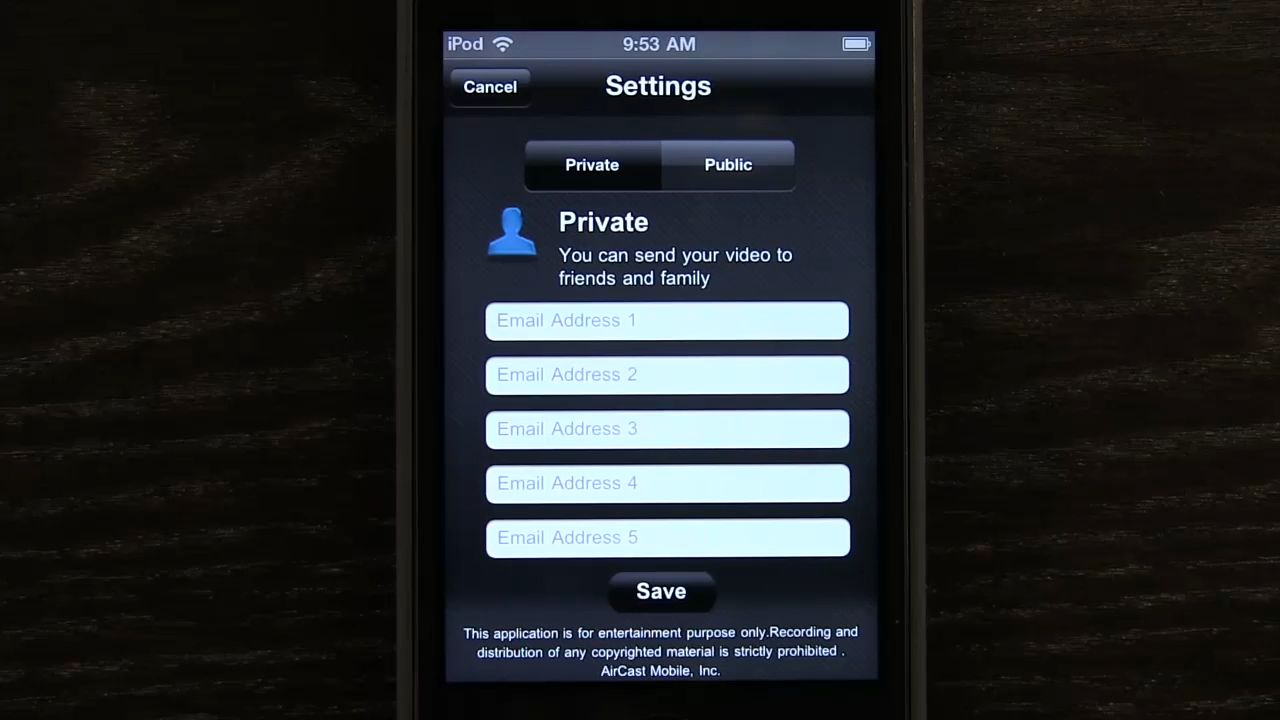 iPod 9:53 AM
Cancel Settings
Private Public
Private
You can send your video to
friends and family
Email Address 1
Email Address 2
Email Address 3
Email Address 4
Email Address 5
Save
This application is for entertainment purpose only.Recording and
distribution of any copyrighted material is strictly prohibited .
AirCast Mobile, Inc.